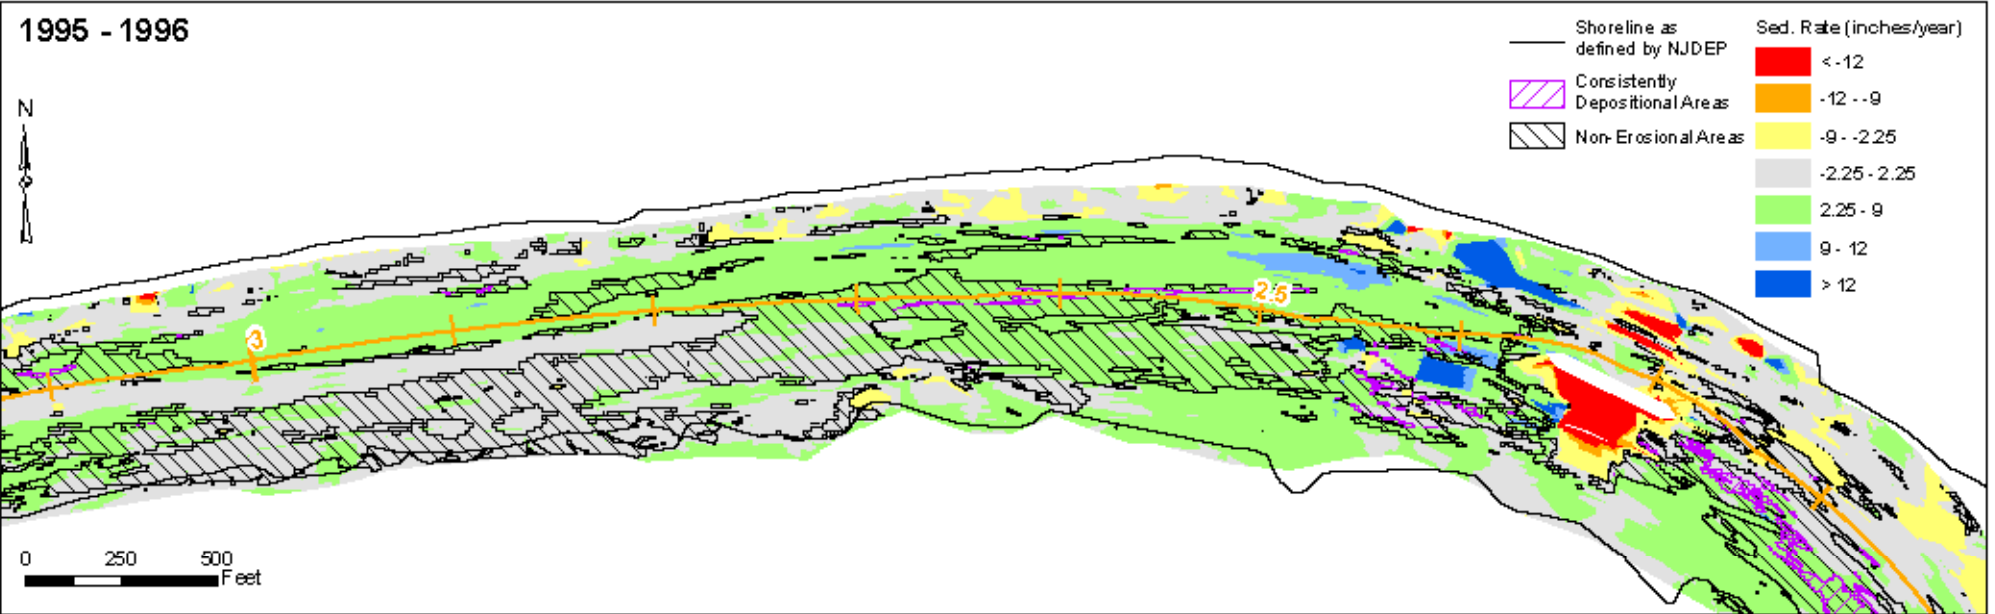 1995 - 1996
Shoreline as
defined by NJDEP
Consistently
Depositional Areas
Non-Erosional Areas
Sed. Rate (inches/year)
< -12
-12 - -9
-9 - -2.25
-2.25 - 2.25
2.25 - 9
9 - 12
> 12
N
3
2.5
0 250 500
Feet